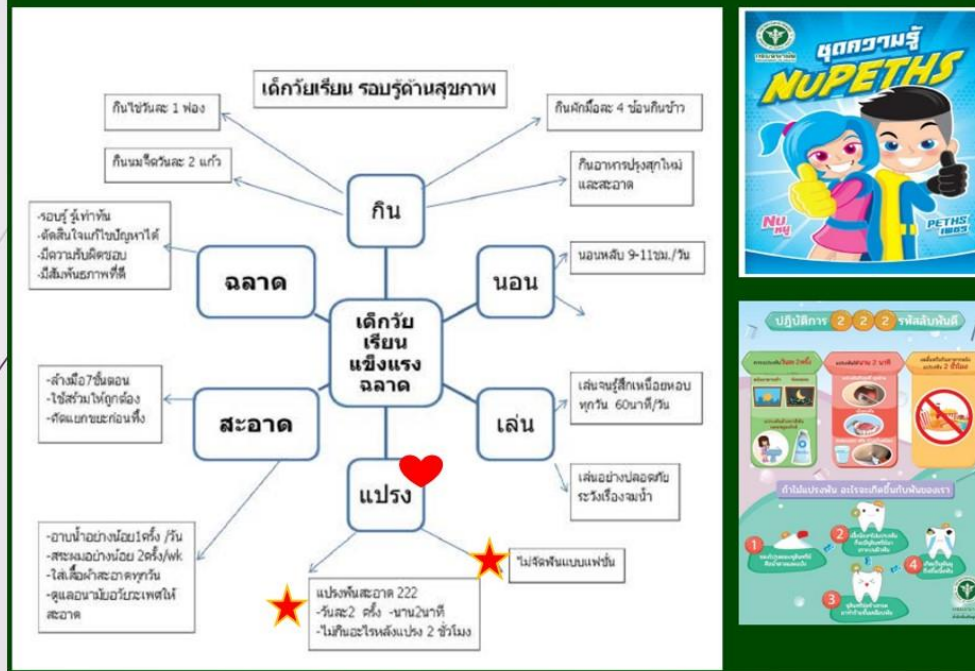 เด็กวัยเรียน รอบรู้ด้านสุขภาพ
กินไข่วันละ 1 ฟอง
กินนมจืดวันละ 2 แก้ว
กินผักมื้อละ 4 ช้อนกินข้าว
กินอาหารปรุงสุกใหม่
และสะอาด
กิน
-รอบรู้ รู้เท่าทัน
-ตัดสินใจแก้ไขปัญหาได้
-มีความรับผิดชอบ
-มีสัมพันธภาพที่ดี
ฉลาด
นอน
นอนหลับ 9-11ชม./วัน
เด็กวัย
เรียน
แข็งแรง
ฉลาด
-ล้างมือ7ขั้นตอน
-ใช้ส้วมให้ถูกต้อง
-คัดแยกขยะก่อนทิ้ง
สะอาด
เล่น
เล่นจนรู้สึกเหนื่อยหอบ
ทุกวัน 60นาที/วัน
เล่นอย่างปลอดภัย
ระวังเรื่องจมน้ำ
แปรง
-อาบน้ำอย่างน้อย1ครั้ง /วัน
-สระผมอย่างน้อย 2ครั้ง/wk
-ใส่เสื้อผ้าสะอาดทุกวัน
-ดูแลอนามัยอวัยวะเพศให้
สะอาด
แปรงฟันสะอาด 222
-วันละ2 ครั้ง -นาน2นาที
-ไม่กินอะไรหลังแปรง 2 ชั่วโมง
ไม่จัดฟันแบบแฟชั่น
กรมอนามัย
ชุดความรู้
NUPETHS
NU
หนู
PETHS
เพชร
ปฏิบัติการ 2 2 2 รหัสลับฟันดี
ถ้าไม่แปรงฟัน อะไรจะเกิดขึ้นกับฟันของเรา
1
2
3
4